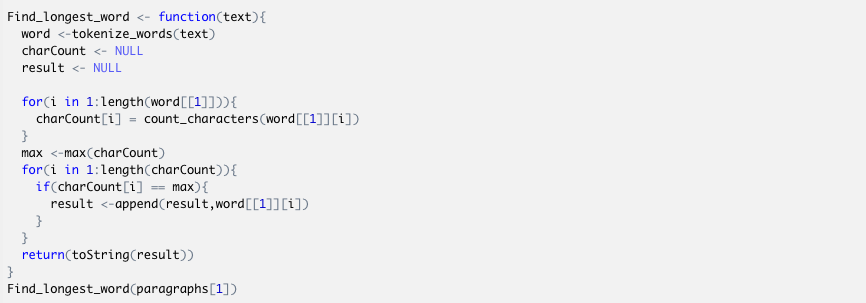 Find_longest_word <- function(text){
  word <-tokenize_words(text)
  charCount <- NULL
  result <- NULL

  for(i in 1:length(word[[1]])){
    charCount[i] = count_characters(word[[1]][i])
  }
  max <-max(charCount)
  for(i in 1:length(charCount)){
    if(charCount[i] == max){
      result <-append(result,word[[1]][i])
    }
  }
  return(toString(result))
}
Find_longest_word(paragraphs[1])